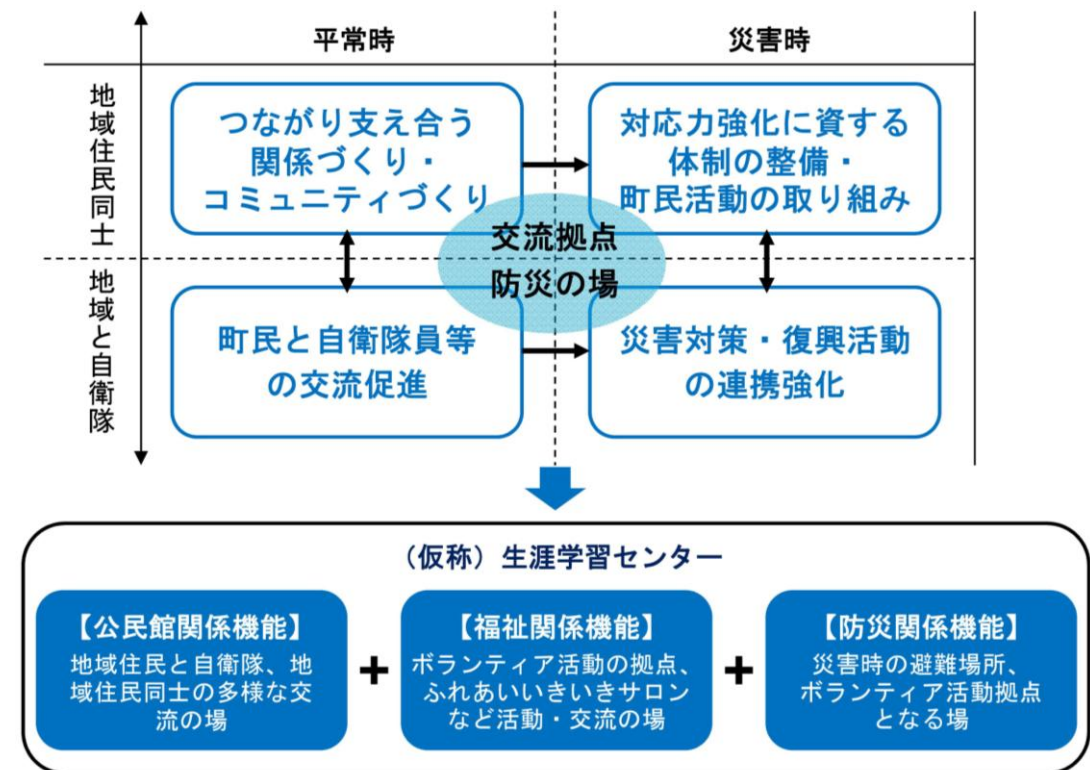 平常時
災害時
地域住民同士
つながり支え合う
関係づくり・
コミュニティづくり
対応力強化に資する
体制の整備・
町民活動の取り組み
交流拠点
防災の場
地域と自衛隊
町民と自衛隊員等
の交流促進
災害対策・復興活動
の連携強化
（仮称）生涯学習センター
【公民館関係機能】
地域住民と自衛隊、地
域住民同士の多様な交
流の場
+
【福祉関係機能】
ボランティア活動の拠点、
ふれあいいきいきサロン
など活動・交流の場
+
【防災関係機能】
災害時の避難場所、
ボランティア活動拠点
となる場